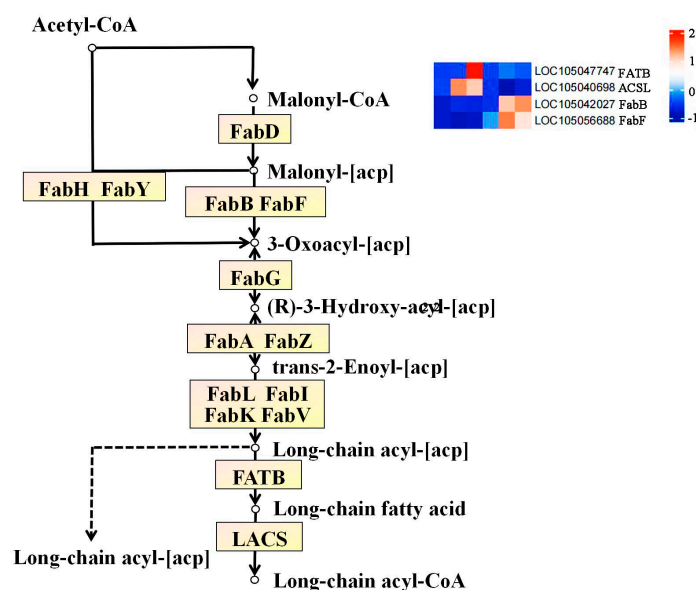 Acetyl-CoA
Malonyl-CoA
FabD
Malonyl-[acp]
FabH FabY
FabB FabF
3-Oxoacyl-[acp]
FabG
(R)-3-Hydroxy-acyl-[acp]
FabA FabZ
trans-2-Enoyl-[acp]
FabL FabI
FabK FabV
Long-chain acyl-[acp]
FATB
Long-chain fatty acid
LACS
Long-chain acyl-[acp]
Long-chain acyl-CoA
LOC105047747 FATB
LOC105040698 ACSL
LOC105042027 FabB
LOC105056688 FabF
2
1
0
-1